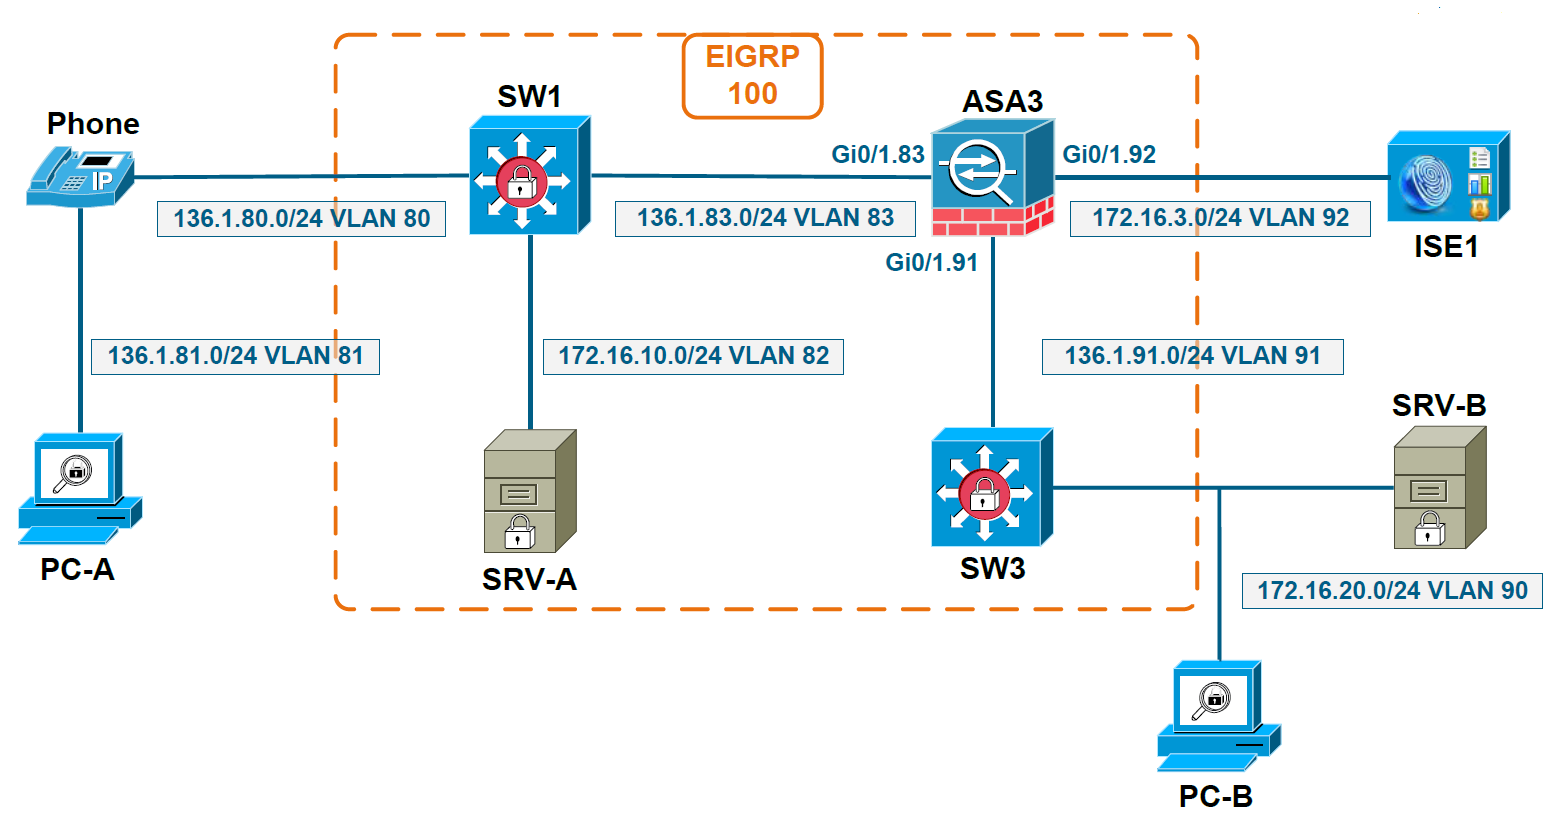 EIGRP
100
SW1
ASA3
Phone
IP
Gi0/1.83
Gi0/1.92
136.1.80.0/24 VLAN 80
136.1.83.0/24 VLAN 83
172.16.3.0/24 VLAN 92
ISE1
Gi0/1.91
136.1.81.0/24 VLAN 81
172.16.10.0/24 VLAN 82
136.1.91.0/24 VLAN 91
SRV-B
PC-A
SRV-A
SW3
172.16.20.0/24 VLAN 90
PC-B